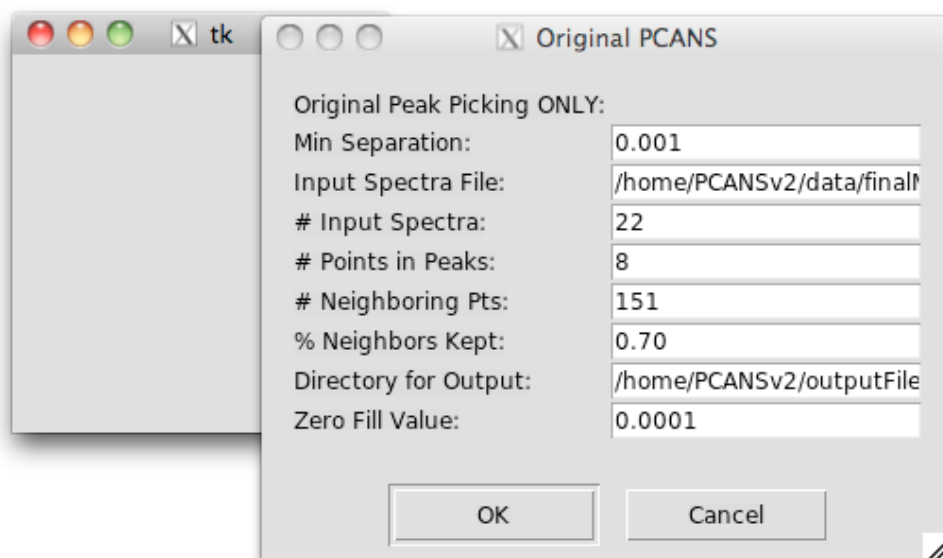 tk
Original PCANS
Original Peak Picking ONLY:
Min Separation: 0.001
Input Spectra File: /home/PCANSv2/data/final
# Input Spectra: 22
# Points in Peaks: 8
# Neighboring Pts: 151
% Neighbors Kept: 0.70
Directory for Output: /home/PCANSv2/outputFile
Zero Fill Value: 0.0001
OK Cancel